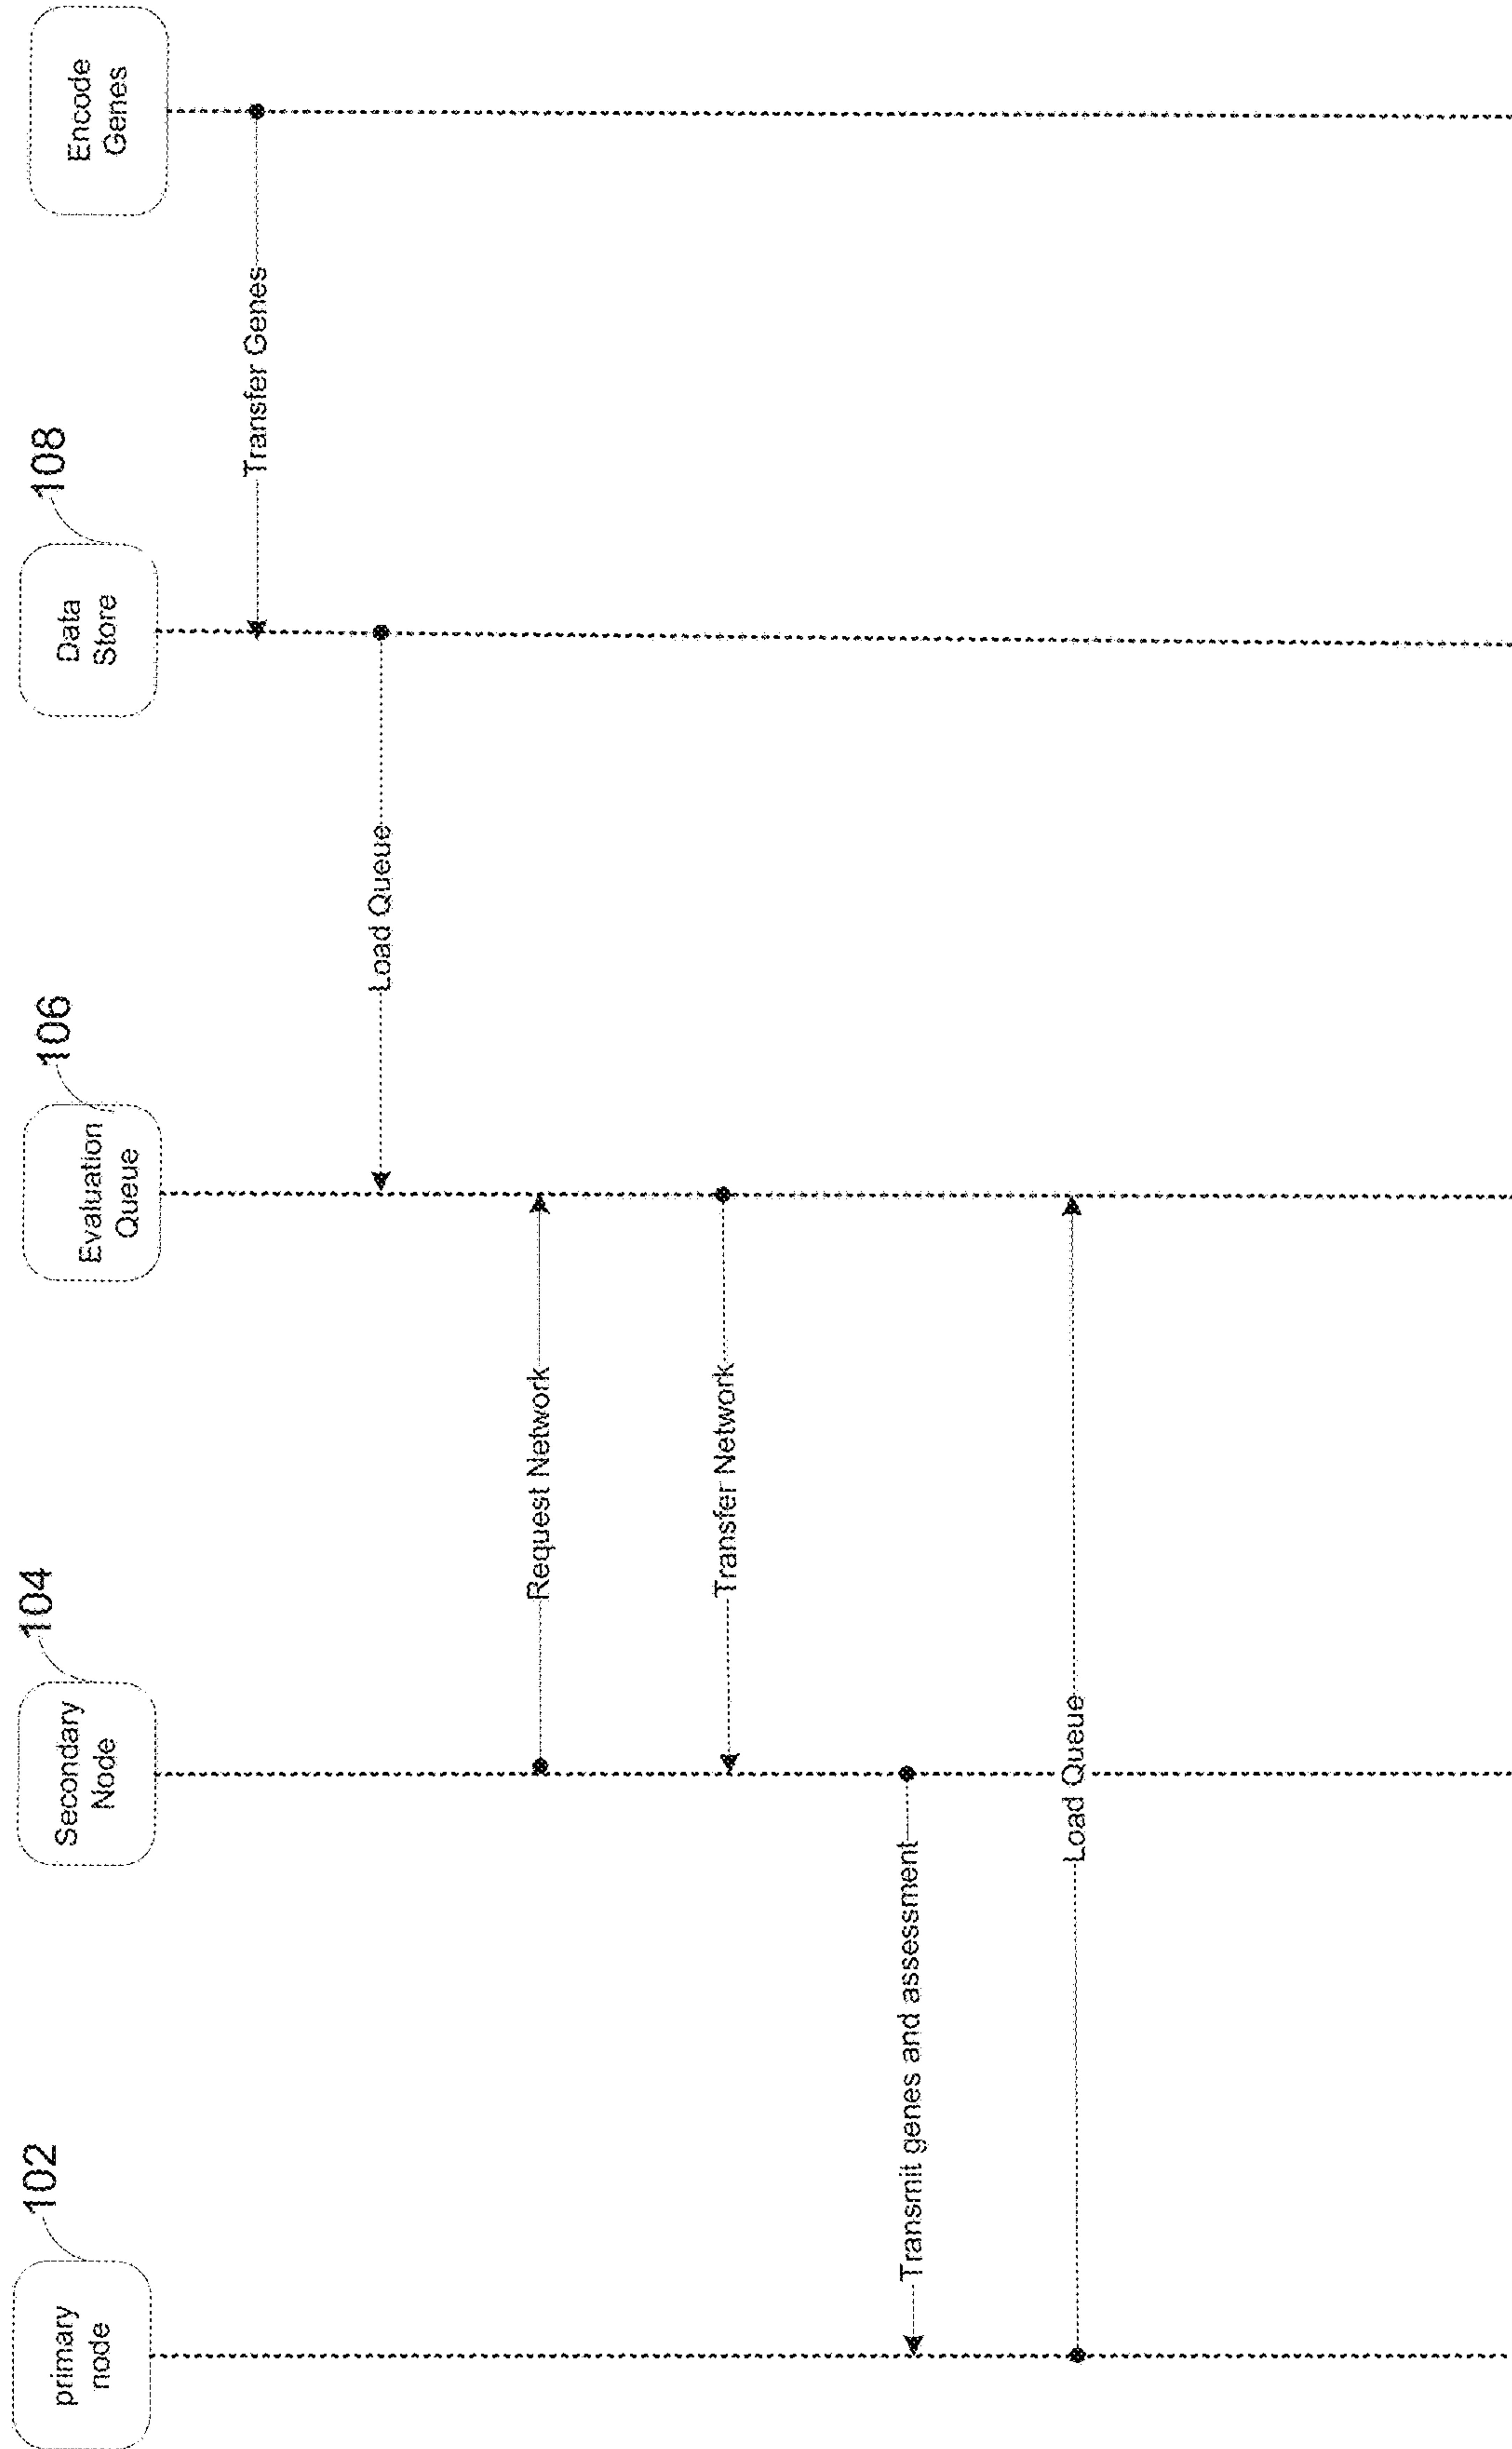 primary
node
102
Secondary
Node
104
Evaluation
Queue
106
Data
Store
108
Encode
Genes
Transfer Genes
Load Queue
Request Network
Transfer Network
Transmit genes and assessment
Load Queue